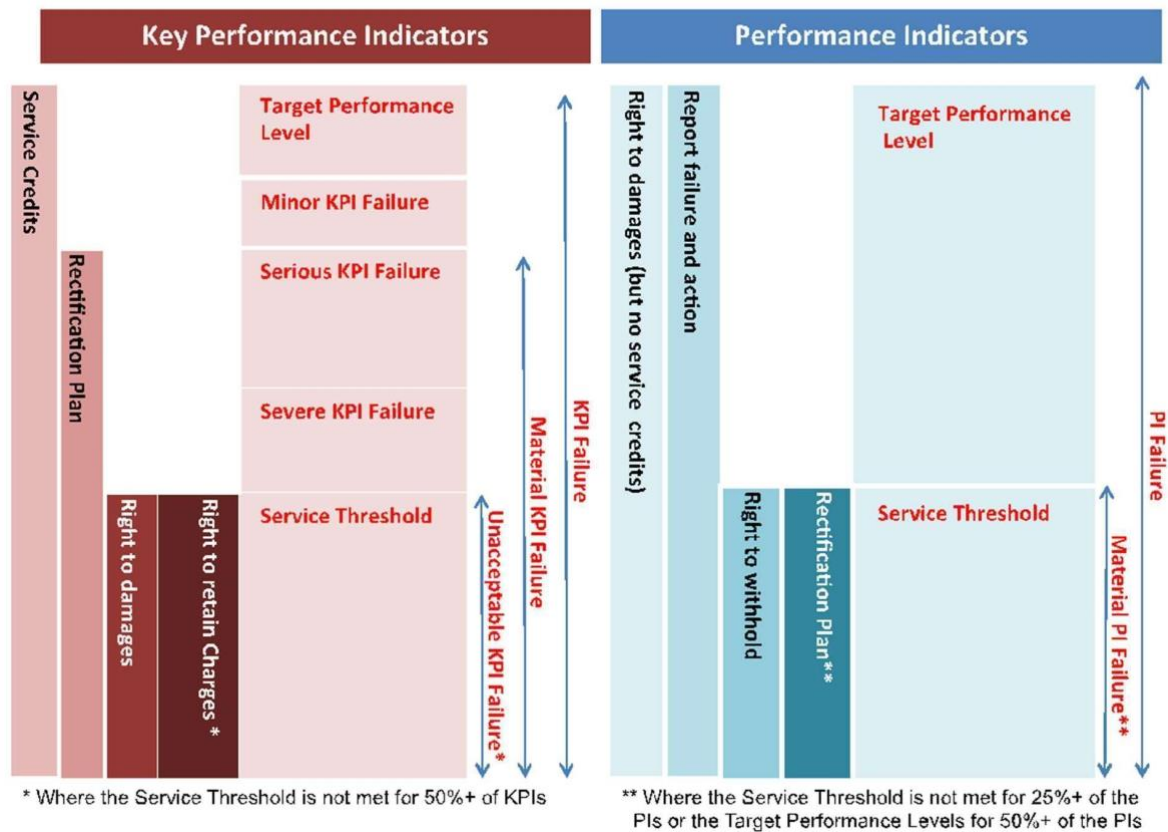 Key Performance Indicators
Service Credits
Rectification Plan
Right to damages
Right to retain Charges *
Target Performance
Level
Minor KPI Failure
Serious KPI Failure
Severe KPI Failure
Service Threshold
Unacceptable KPI Failure*
Material KPI Failure
KPI Failure
* Where the Service Threshold is not met for 50%+ of KPIs
Performance Indicators
Right to damages (but no service credits)
Report failure and action
Right to withhold
Rectification Plan**
Target Performance
Level
Service Threshold
Material PI Failure**
PI Failure
** Where the Service Threshold is not met for 25%+ of the
PIs or the Target Performance Levels for 50%+ of the PIs